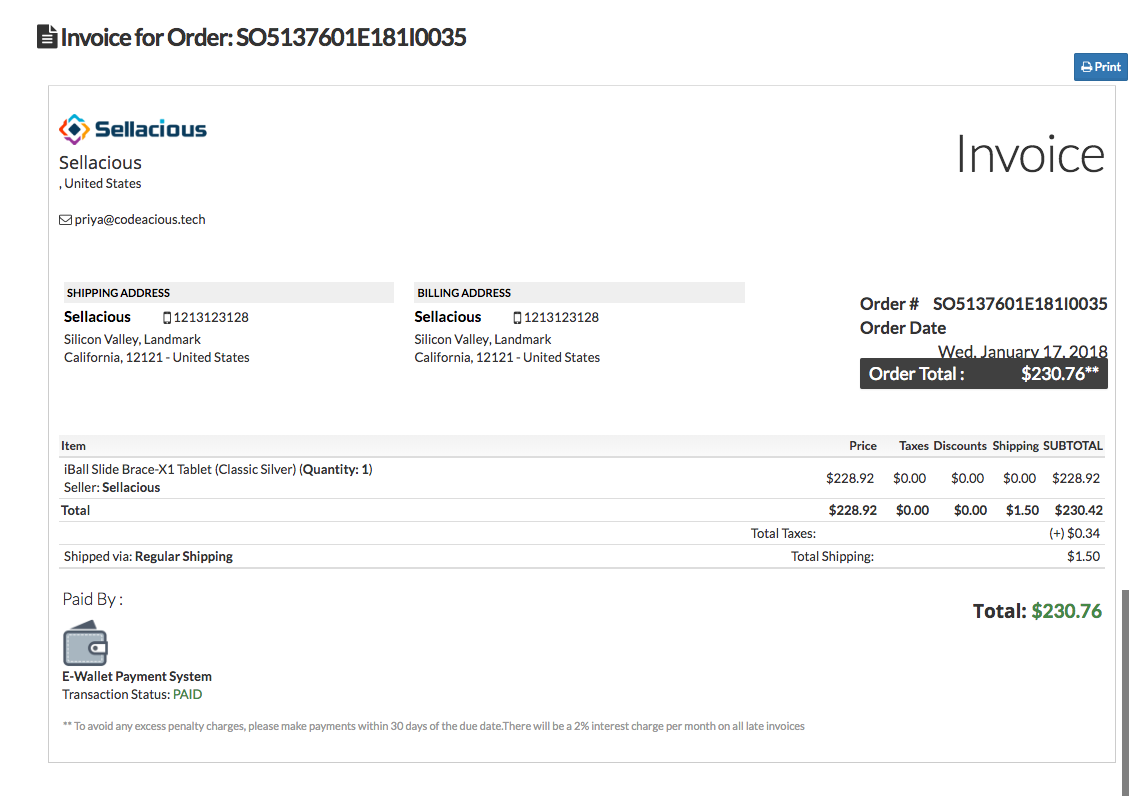 Invoice for Order: SO5137601E181I0035
Print
Sellacious
Sellacious
, United States
priya@codeacious.tech
Invoice
SHIPPING ADDRESS
Sellacious 1213123128
Silicon Valley, Landmark
California, 12121 - United States
BILLING ADDRESS
Sellacious 1213123128
Silicon Valley, Landmark
California, 12121 - United States
Order # SO5137601E181I0035
Order Date
Wed, January 17, 2018
Order Total : $230.76**
Item Price Taxes Discounts Shipping SUBTOTAL
iBall Slide Brace-X1 Tablet (Classic Silver) (Quantity: 1)
Seller: Sellacious
$228.92 $0.00 $0.00 $0.00 $228.92
Total $228.92 $0.00 $0.00 $1.50 $230.42
Total Taxes: (+) $0.34
Shipped via: Regular Shipping Total Shipping: $1.50
Paid By :
Total: $230.76
E-Wallet Payment System
Transaction Status: PAID
** To avoid any excess penalty charges, please make payments within 30 days of the due date.There will be a 2% interest charge per month on all late invoices